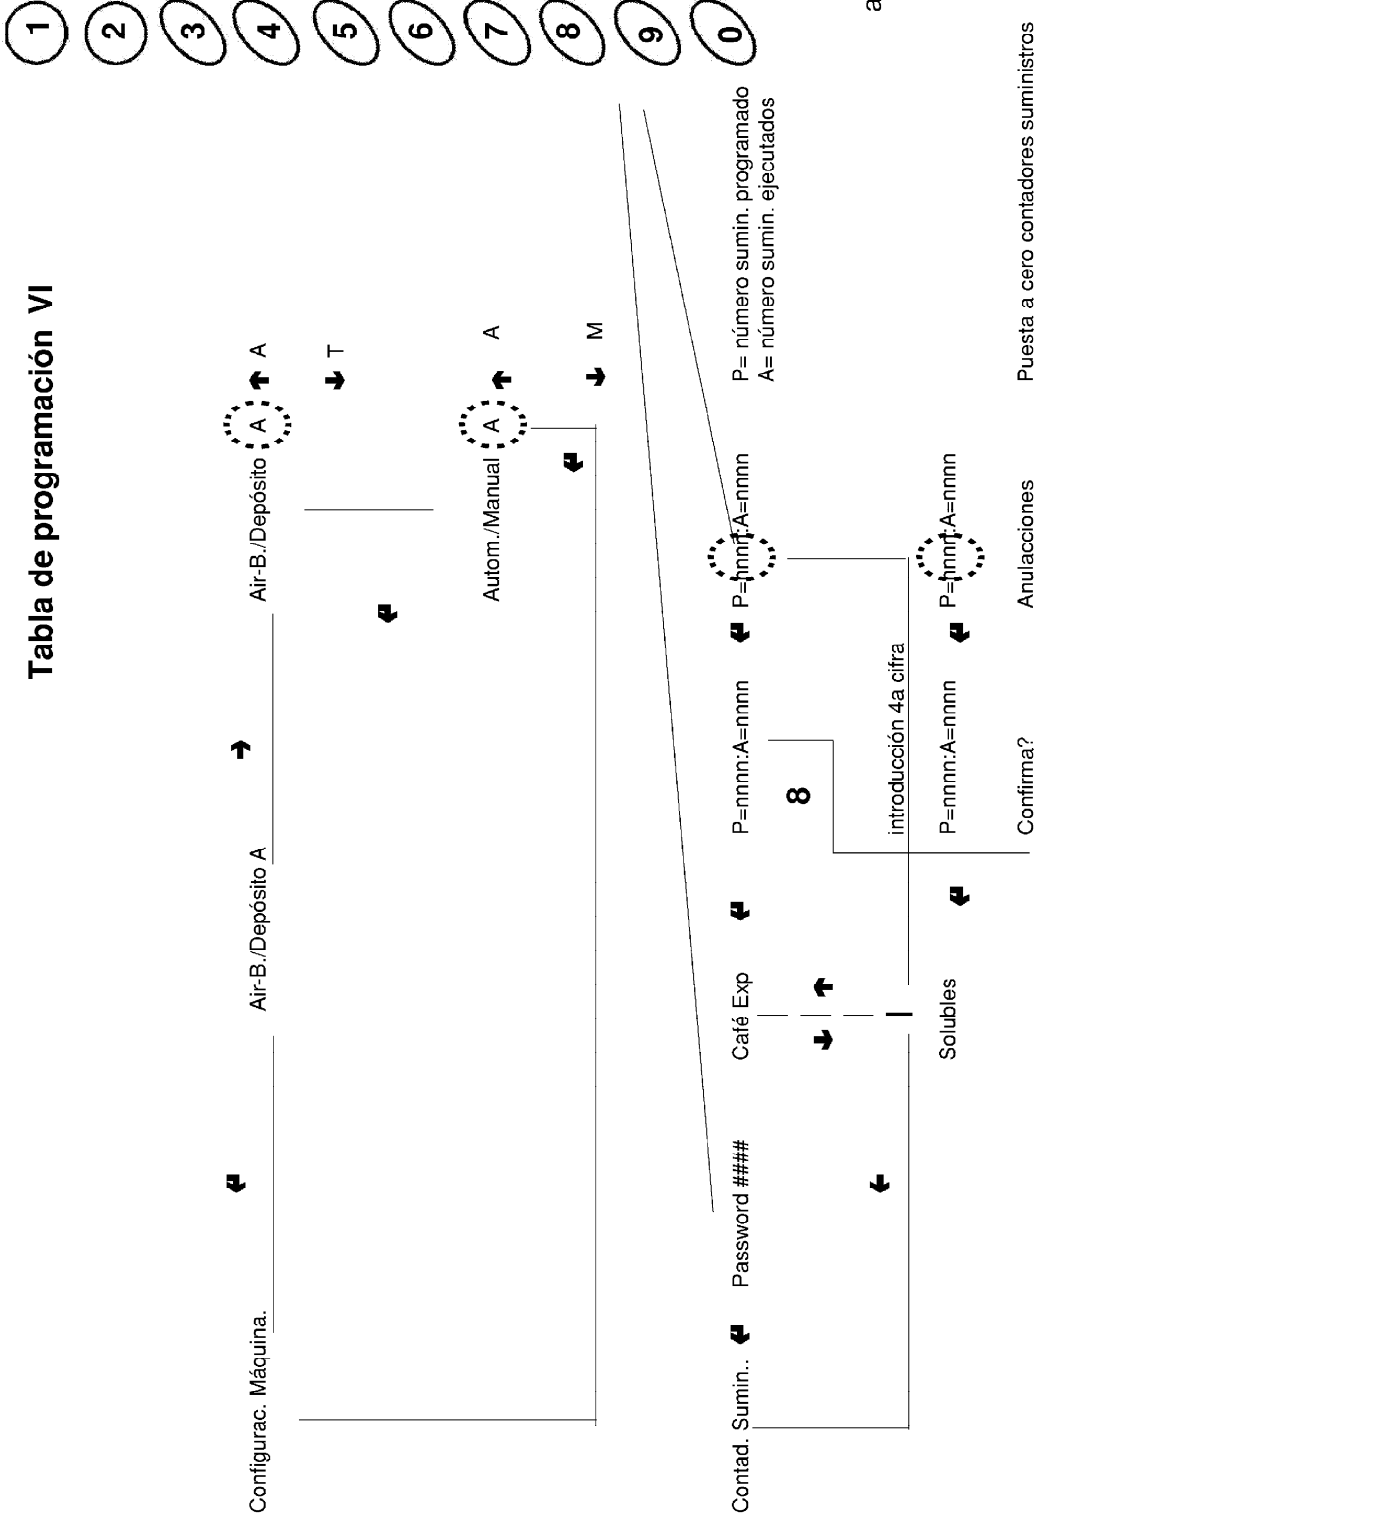 Tabla de programación VI
1
2
3
4
5
6
7
8
9
0
Configurac. Máquina.
Air-B./Depósito A
Air-B./Depósito A
A
T
Autom./Manual A
A
M
Contad. Sumin..
Password ####
Café Exp
P=nnnn:A=nnnn
P=nnnn:A=nnnn
P= número sumin. programado
A= número sumin. ejecutados
8
a
introducción 4a cifra
Solubles
P=nnnn:A=nnnn
P=nnnn:A=nnnn
Confirma?
Anulacciones
Puesta a cero contadores suministros